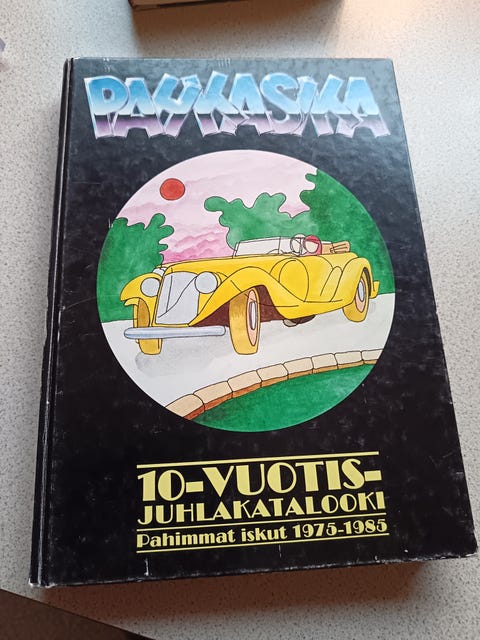 PAHKASIKA
10-VUOTIS-
JUHLAKATALOOKI
Pahimmat iskut 1975-1985